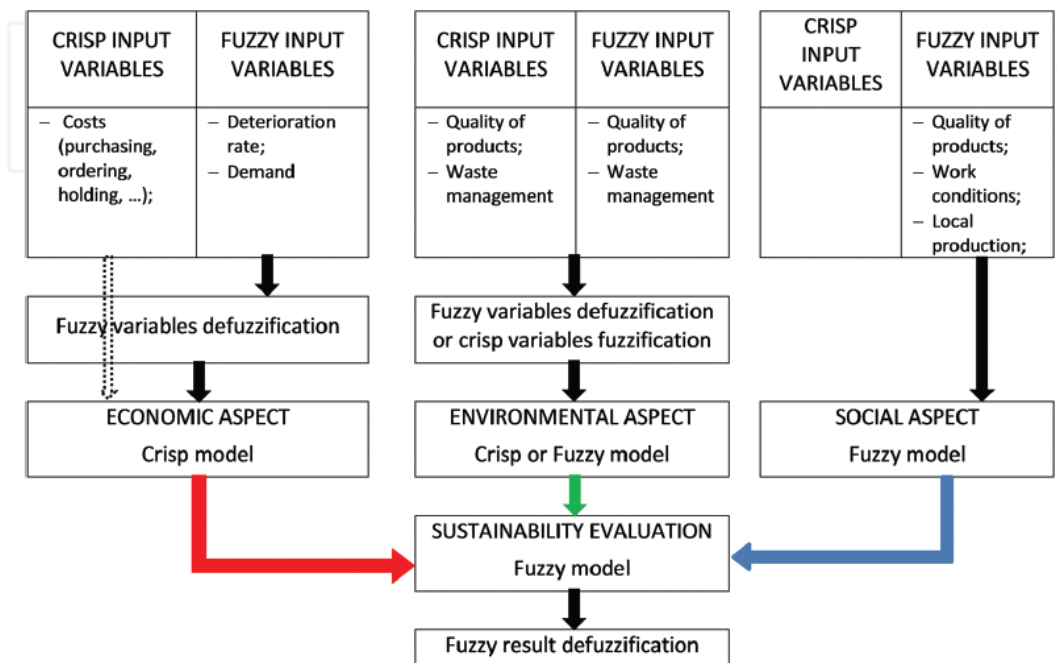 CRISP INPUT
VARIABLES
FUZZY INPUT
VARIABLES
– Costs
(purchasing,
ordering,
holding, ...);
– Deterioration
rate;
– Demand
CRISP INPUT
VARIABLES
FUZZY INPUT
VARIABLES
– Quality of
products;
– Waste
management
– Quality of
products;
– Waste
management
CRISP
INPUT
VARIABLES
FUZZY INPUT
VARIABLES
– Quality of
products;
– Work
conditions;
– Local
production;
Fuzzy variables defuzzification
Fuzzy variables defuzzification
or crisp variables fuzzification
ECONOMIC ASPECT
Crisp model
ENVIRONMENTAL ASPECT
Crisp or Fuzzy model
SOCIAL ASPECT
Fuzzy model
SUSTAINABILITY EVALUATION
Fuzzy model
Fuzzy result defuzzification